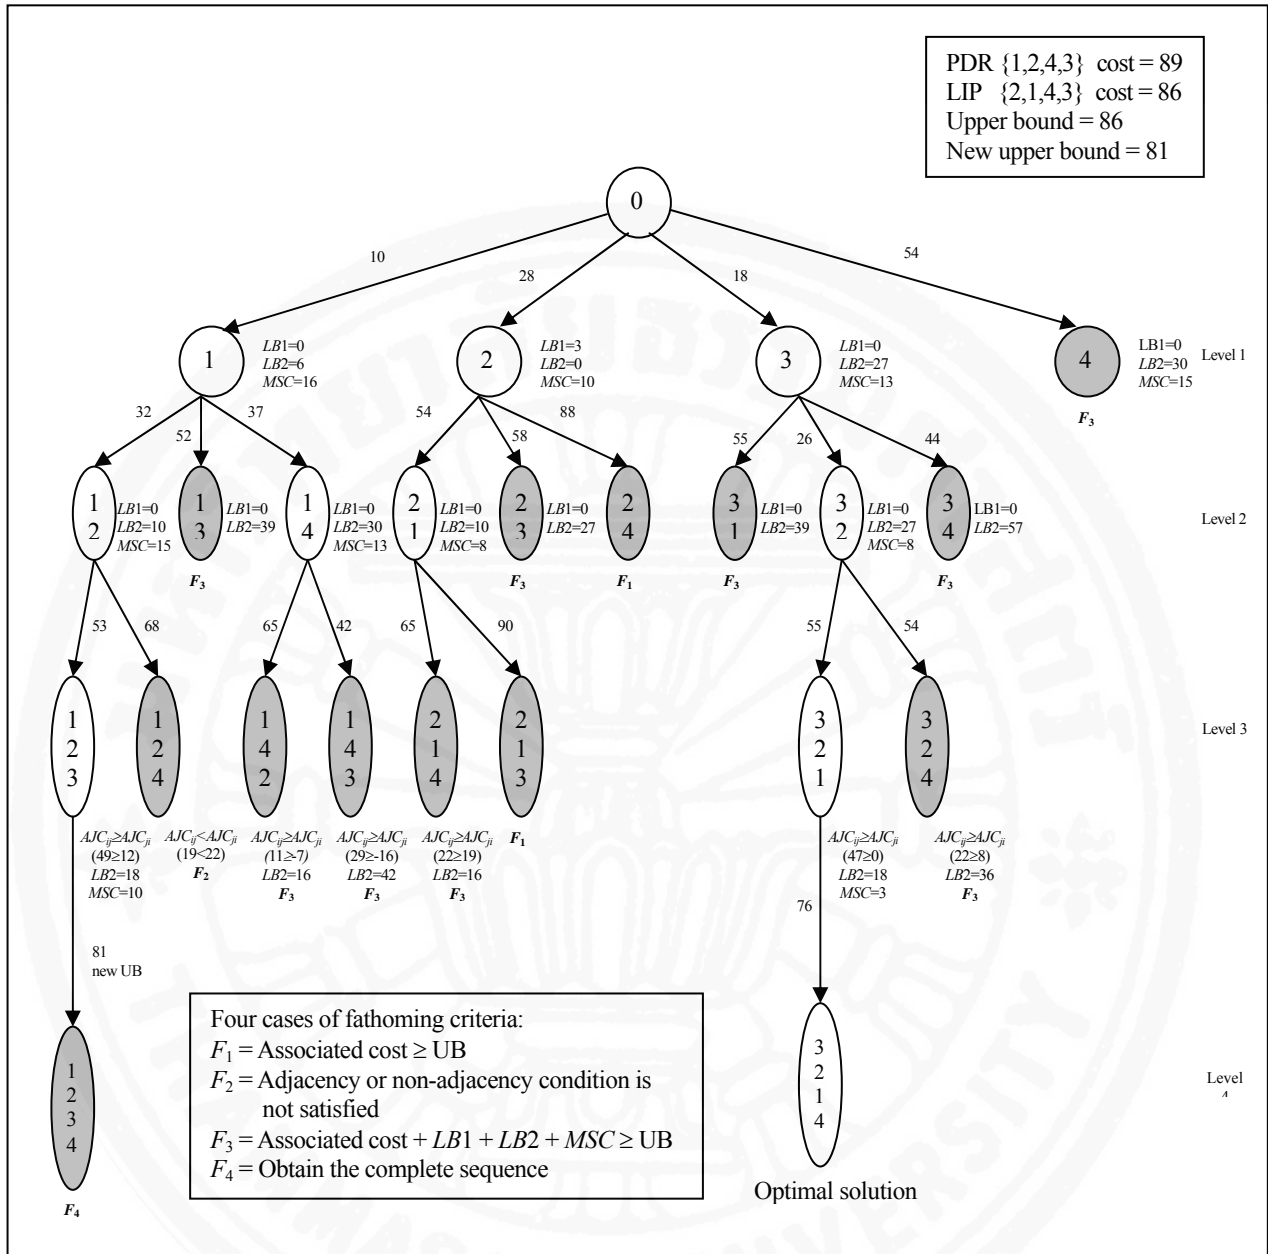 PDR {1,2,4,3} cost = 89
LIP {2,1,4,3} cost = 86
Upper bound = 86
New upper bound = 81
0
10
28
18
54
1
LB1=0
LB2=6
MSC=16
2
LB1=3
LB2=0
MSC=10
3
LB1=0
LB2=27
MSC=13
4
LB1=0
LB2=30
MSC=15
F3
Level 1
32
52
37
54
58
88
55
26
44
1
2
LB1=0
LB2=10
MSC=15
1
3
LB1=0
LB2=39
F3
1
4
LB1=0
LB2=30
MSC=13
2
1
LB1=0
LB2=10
MSC=8
2
3
LB1=0
LB2=27
F3
2
4
F1
3
1
LB1=0
LB2=39
F3
3
2
LB1=0
LB2=27
MSC=8
3
4
LB1=0
LB2=57
F3
Level 2
53
68
65
42
65
90
55
54
1
2
3
AJCij≥AJCji
(49≥12)
LB2=18
MSC=10
1
2
4
AJCij<AJCji
(19<22)
F2
1
4
2
AJCij≥AJCji
(11≥-7)
LB2=16
F3
1
4
3
AJCij≥AJCji
(29≥-16)
LB2=42
F3
2
1
4
AJCij≥AJCji
(22≥19)
LB2=16
F3
2
1
3
F1
3
2
1
AJCij≥AJCji
(47≥0)
LB2=18
MSC=3
3
2
4
AJCij≥AJCji
(22≥8)
LB2=36
F3
Level 3
81
new UB
76
1
2
3
4
F4
3
2
1
4
Optimal solution
Level
Four cases of fathoming criteria:
F1 = Associated cost ≥ UB
F2 = Adjacency or non-adjacency condition is
not satisfied
F3 = Associated cost + LB1 + LB2 + MSC ≥ UB
F4 = Obtain the complete sequence